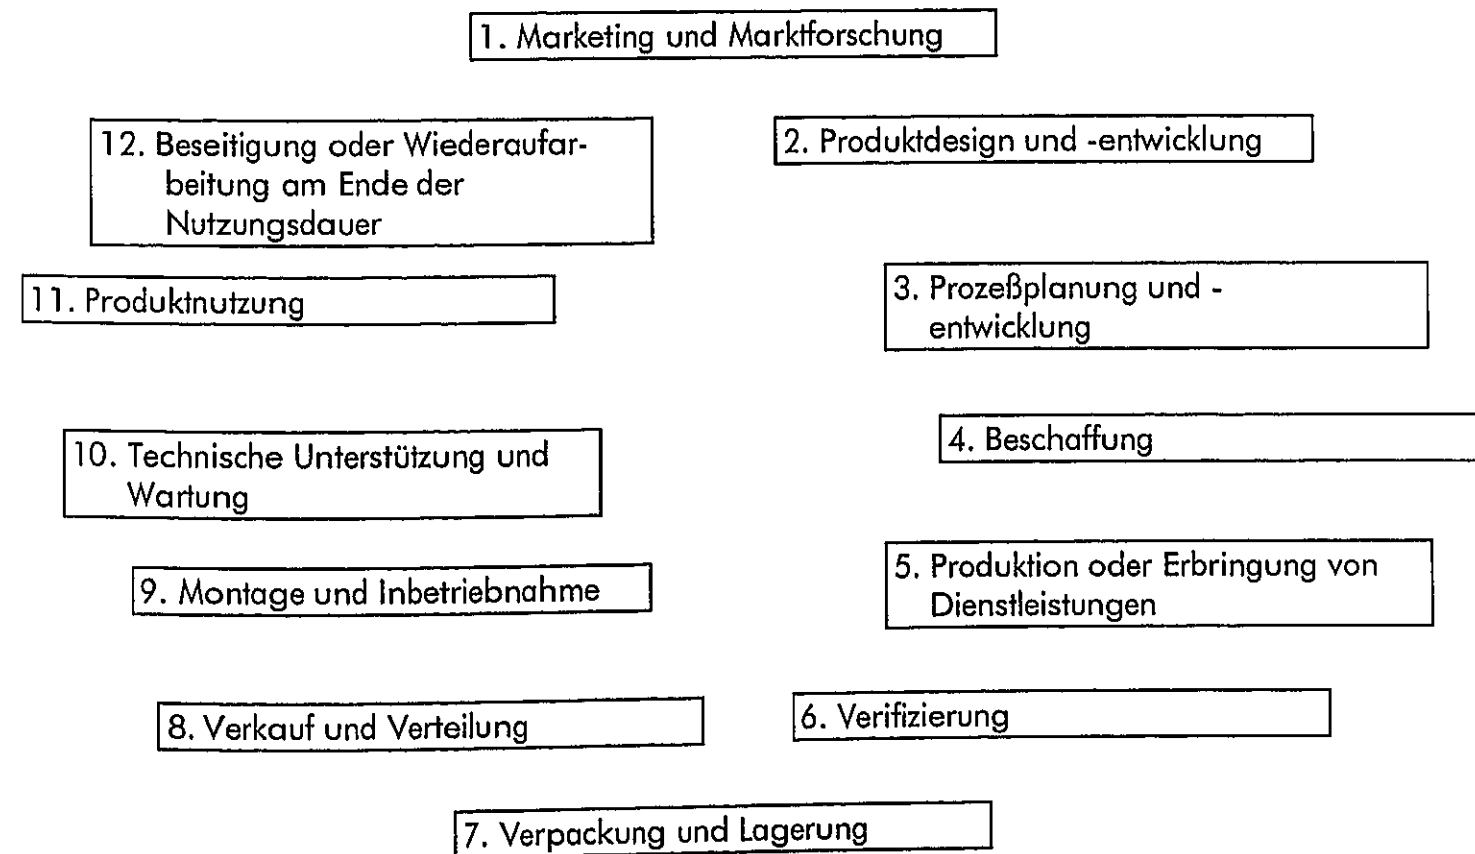 1. Marketing und Marktforschung
2. Produktdesign und -entwicklung
3. Prozeßplanung und -
entwicklung
4. Beschaffung
5. Produktion oder Erbringung von
Dienstleistungen
6. Verifizierung
7. Verpackung und Lagerung
8. Verkauf und Verteilung
9. Montage und Inbetriebnahme
10. Technische Unterstützung und
Wartung
11. Produktnutzung
12. Beseitigung oder Wiederaufar-
beitung am Ende der
Nutzungsdauer